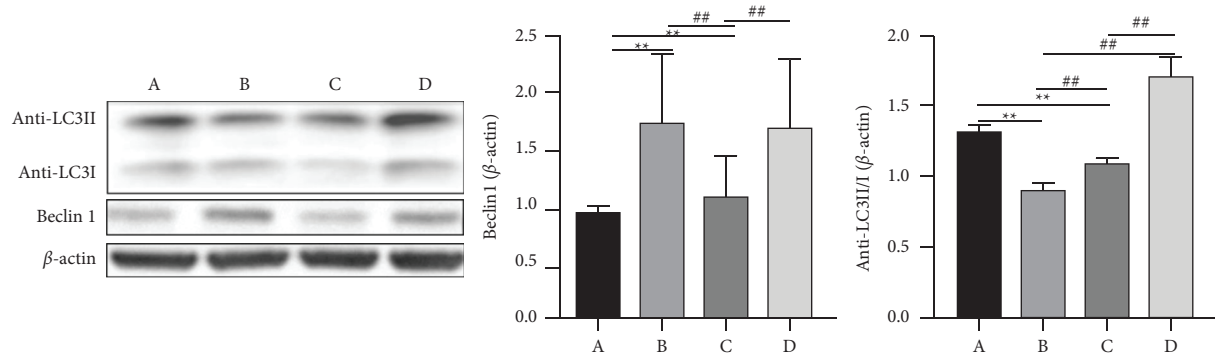 A B C D
Anti-LC3II
Anti-LC3I
Beclin 1
β-actin
Beclin1 (β-actin)
2.5
2.0
1.5
1.0
0.5
0.0
##
##
**
**
A B C D
Anti-LC3II/I (β-actin)
2.0
1.5
1.0
0.5
0.0
##
##
##
**
**
A B C D